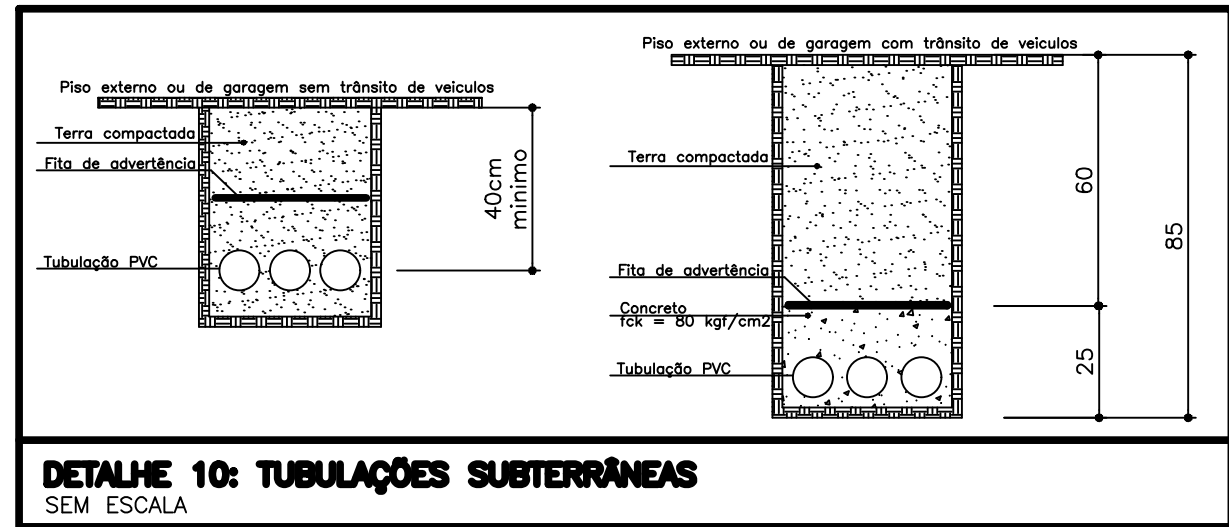 Piso externo ou de garagem sem trânsito de veiculos
Terra compactada
Fita de advertência
Tubulação PVC
40cm
minimo
Piso externo ou de garagem com trânsito de veiculos
Terra compactada
Fita de advertência
Concreto
fck = 80 kgf/cm2
Tubulação PVC
60
25
85
DETALHE 10: TUBULAÇÕES SUBTERRÂNEAS
SEM ESCALA